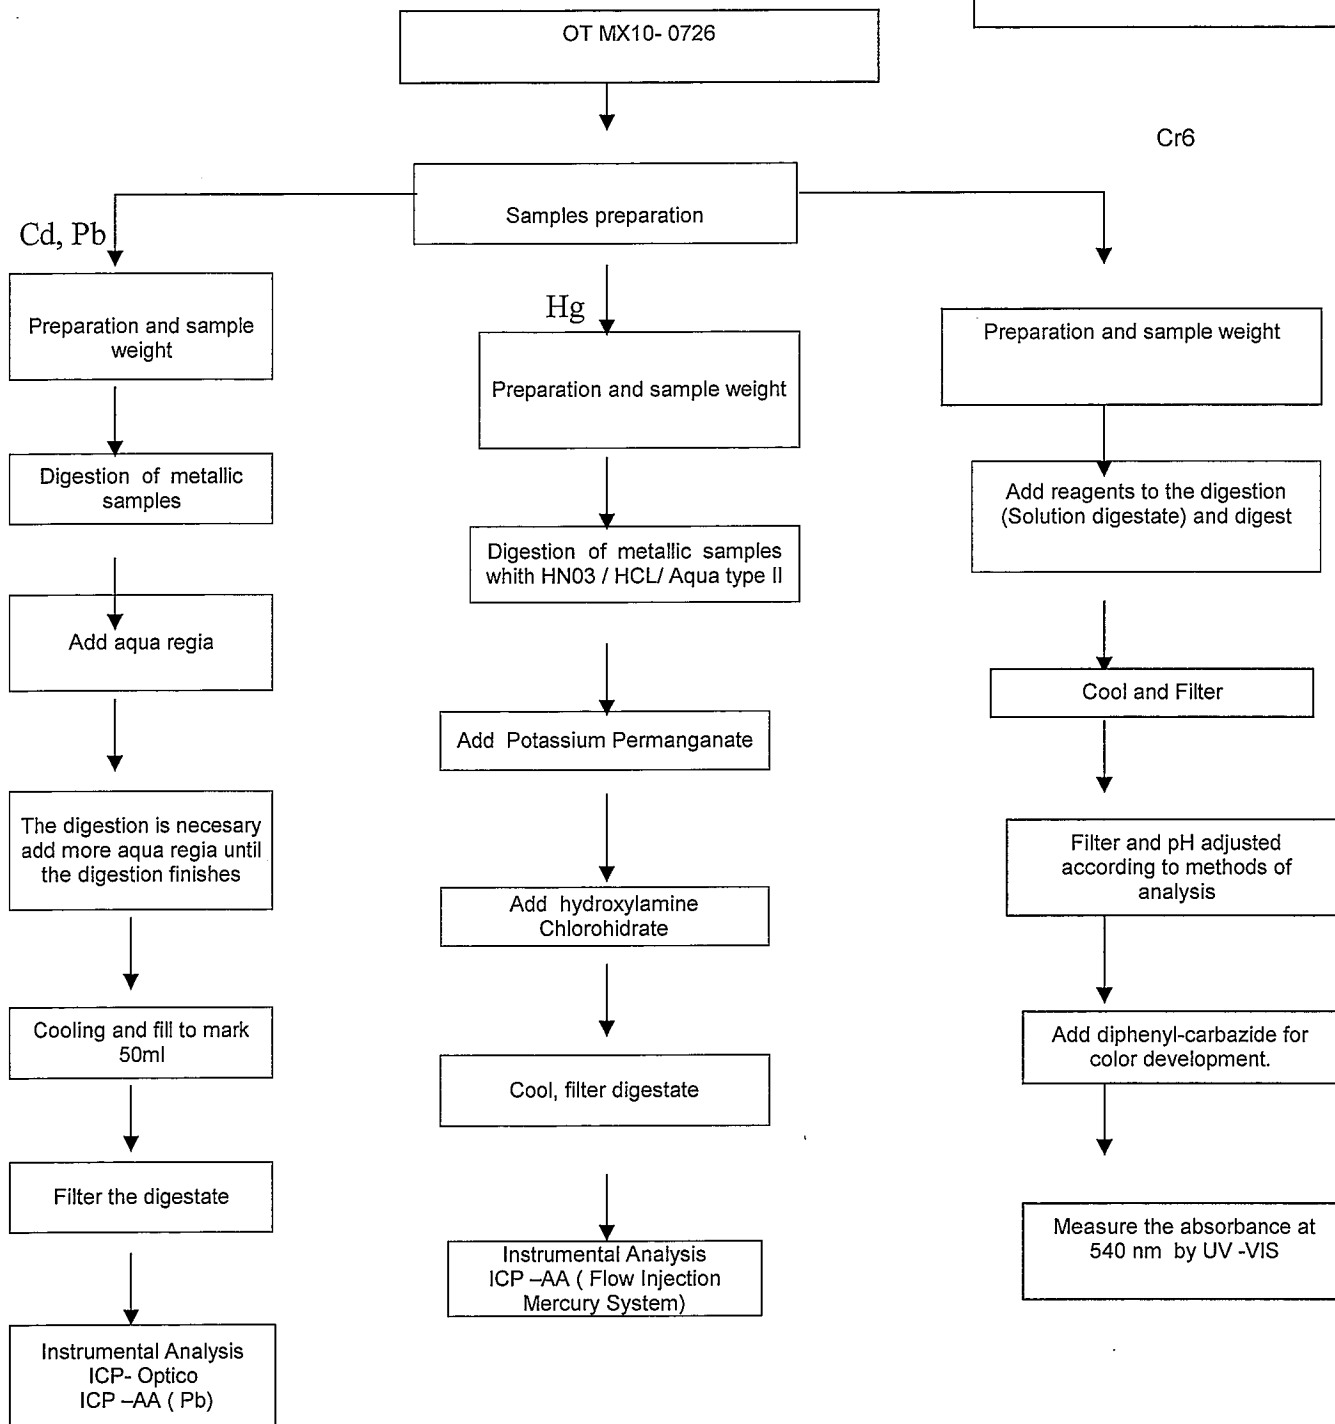 OT MX10- 0726
Cr6
Samples preparation
Cd, Pb
Preparation and sample
weight
Digestion of metallic
samples
Add aqua regia
The digestion is necesary
add more aqua regia until
the digestion finishes
Cooling and fill to mark
50ml
Filter the digestate
Instrumental Analysis
ICP- Optico
ICP –AA ( Pb)
Hg
Preparation and sample weight
Digestion of metallic samples
whith HN03 / HCL/ Aqua type II
Add Potassium Permanganate
Add hydroxylamine
Chlorohidrate
Cool, filter digestate
Instrumental Analysis
ICP –AA ( Flow Injection
Mercury System)
Preparation and sample weight
Add reagents to the digestion
(Solution digestate) and digest
Cool and Filter
Filter and pH adjusted
according to methods of
analysis
Add diphenyl-carbazide for
color development.
Measure the absorbance at
540 nm by UV -VIS